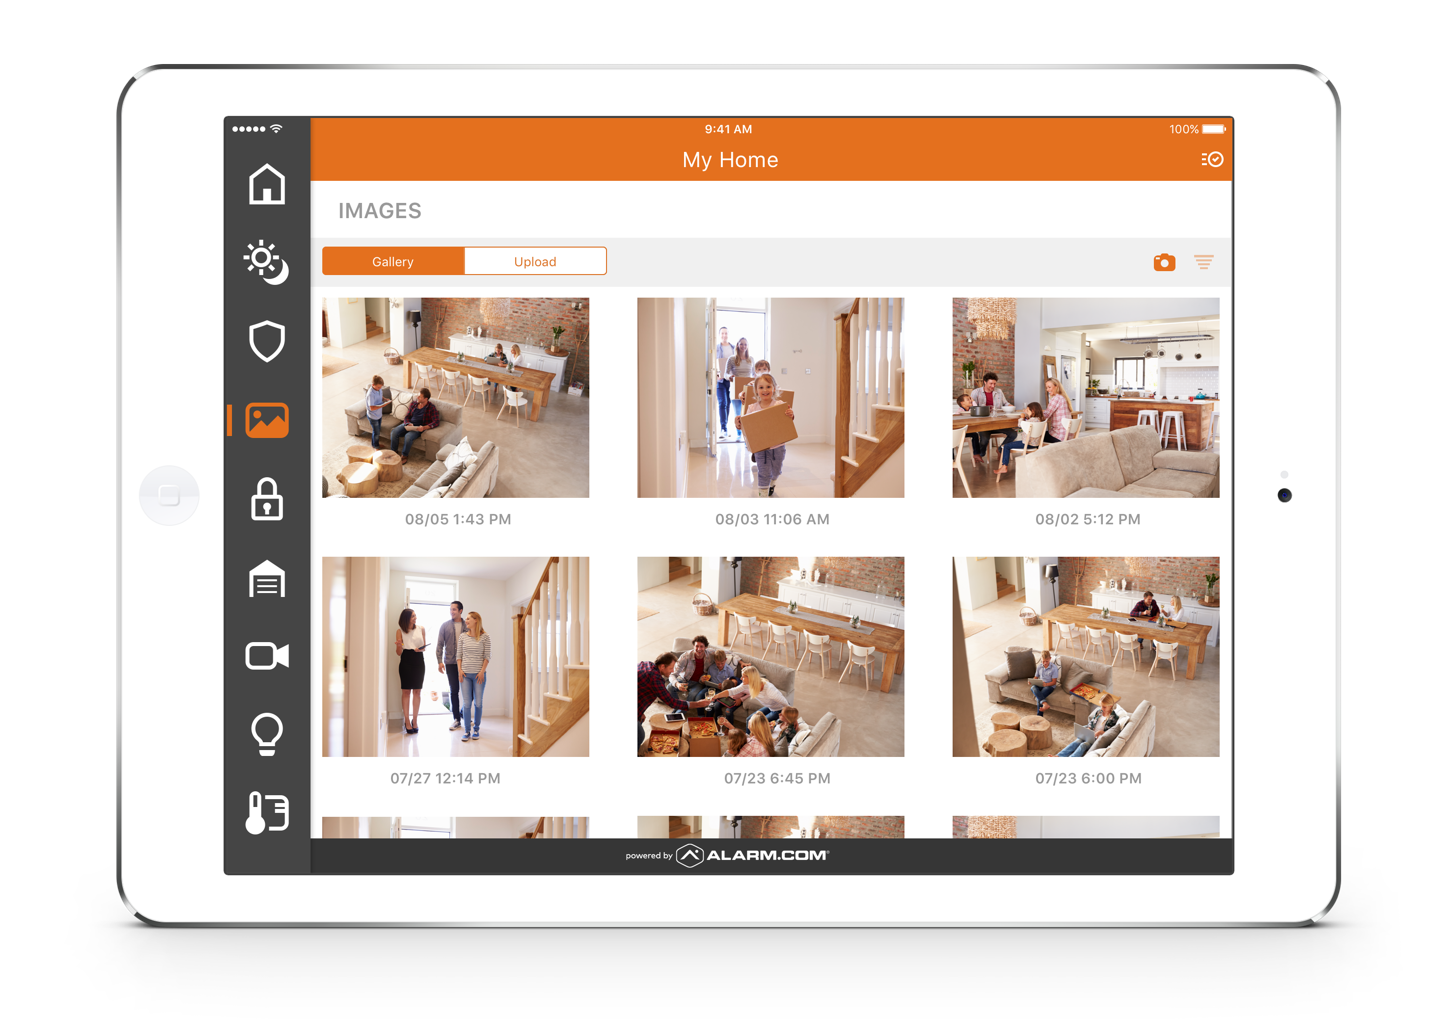 9:41 AM
100%
My Home
IMAGES
Gallery
Upload
08/05 1:43 PM
08/03 11:06 AM
08/02 5:12 PM
07/27 12:14 PM
07/23 6:45 PM
07/23 6:00 PM
powered by ALARM.COM®